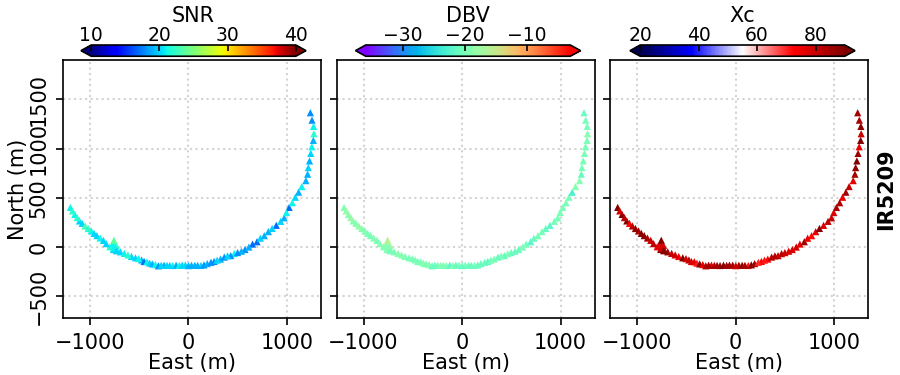 SNR DBV Xc
10 20 30 40 −30 −20 −10 20 40 60 80
1500
1000
500
0
−500
North (m)
IR5209
−1000 0 1000 −1000 0 1000 −1000 0 1000
East (m) East (m) East (m)